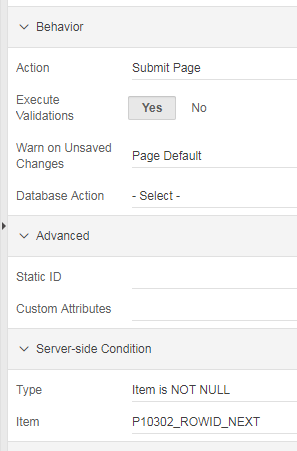 Behavior
Action Submit Page
Execute
Validations Yes No
Warn on Unsaved
Changes Page Default
Database Action - Select -
Advanced
Static ID
Custom Attributes
Server-side Condition
Type Item is NOT NULL
Item P10302_ROWID_NEXT